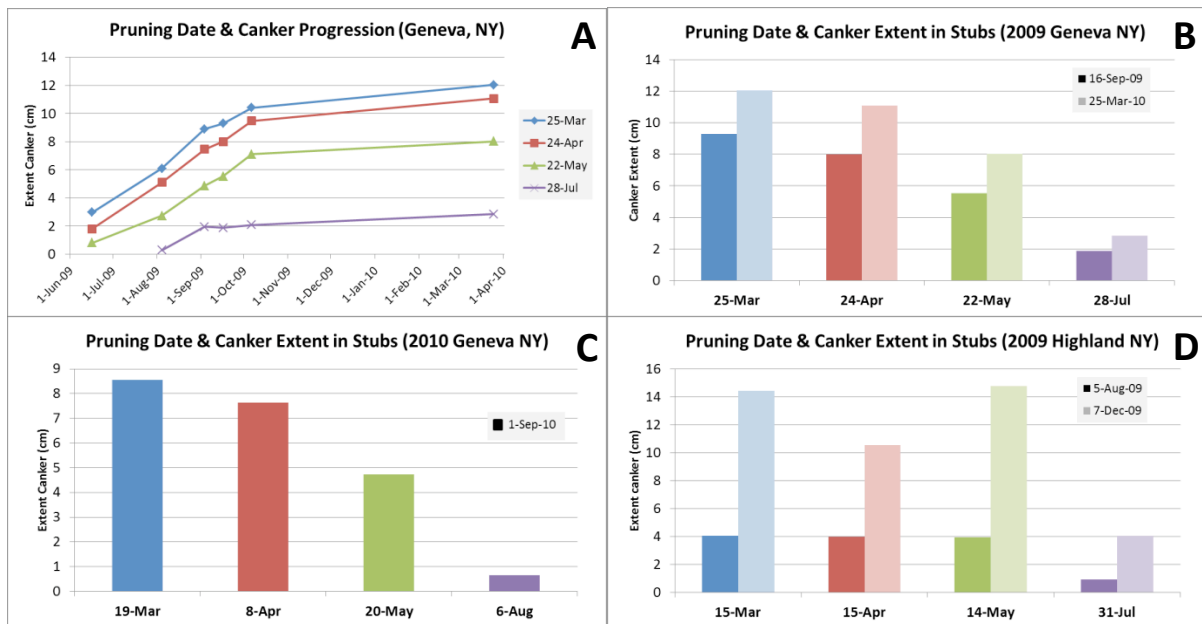 Pruning Date & Canker Progression (Geneva, NY)
A
Extent Canker (cm)
14
12
10
8
6
4
2
0
1-Jun-09
1-Jul-09
1-Aug-09
1-Sep-09
1-Oct-09
1-Nov-09
1-Dec-09
1-Jan-10
1-Feb-10
1-Mar-10
1-Apr-10
25-Mar
24-Apr
22-May
28-Jul
Pruning Date & Canker Extent in Stubs (2009 Geneva NY)
B
Canker Extent (cm)
14
12
10
8
6
4
2
0
16-Sep-09
25-Mar-10
25-Mar
24-Apr
22-May
28-Jul
Pruning Date & Canker Extent in Stubs (2010 Geneva NY)
C
Extent Canker (cm)
9
8
7
6
5
4
3
2
1
0
1-Sep-10
19-Mar
8-Apr
20-May
6-Aug
Pruning Date & Canker Extent in Stubs (2009 Highland NY)
D
Extent canker (cm)
16
14
12
10
8
6
4
2
0
5-Aug-09
7-Dec-09
15-Mar
15-Apr
14-May
31-Jul